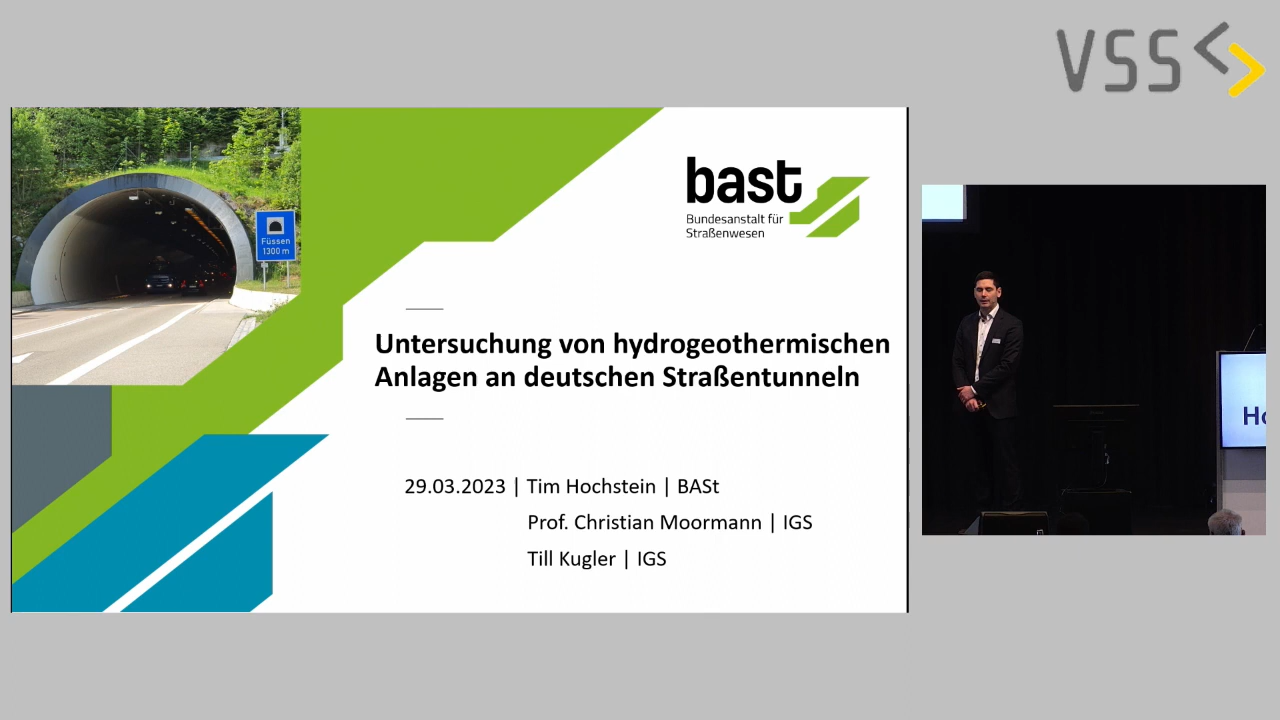 VSS
bast
Bundesanstalt für
Straßenwesen
Füssen
1300 m
Untersuchung von hydrogeothermischen
Anlagen an deutschen Straßentunneln
29.03.2023 | Tim Hochstein | BASt
Prof. Christian Moormann | IGS
Till Kugler | IGS
Ho